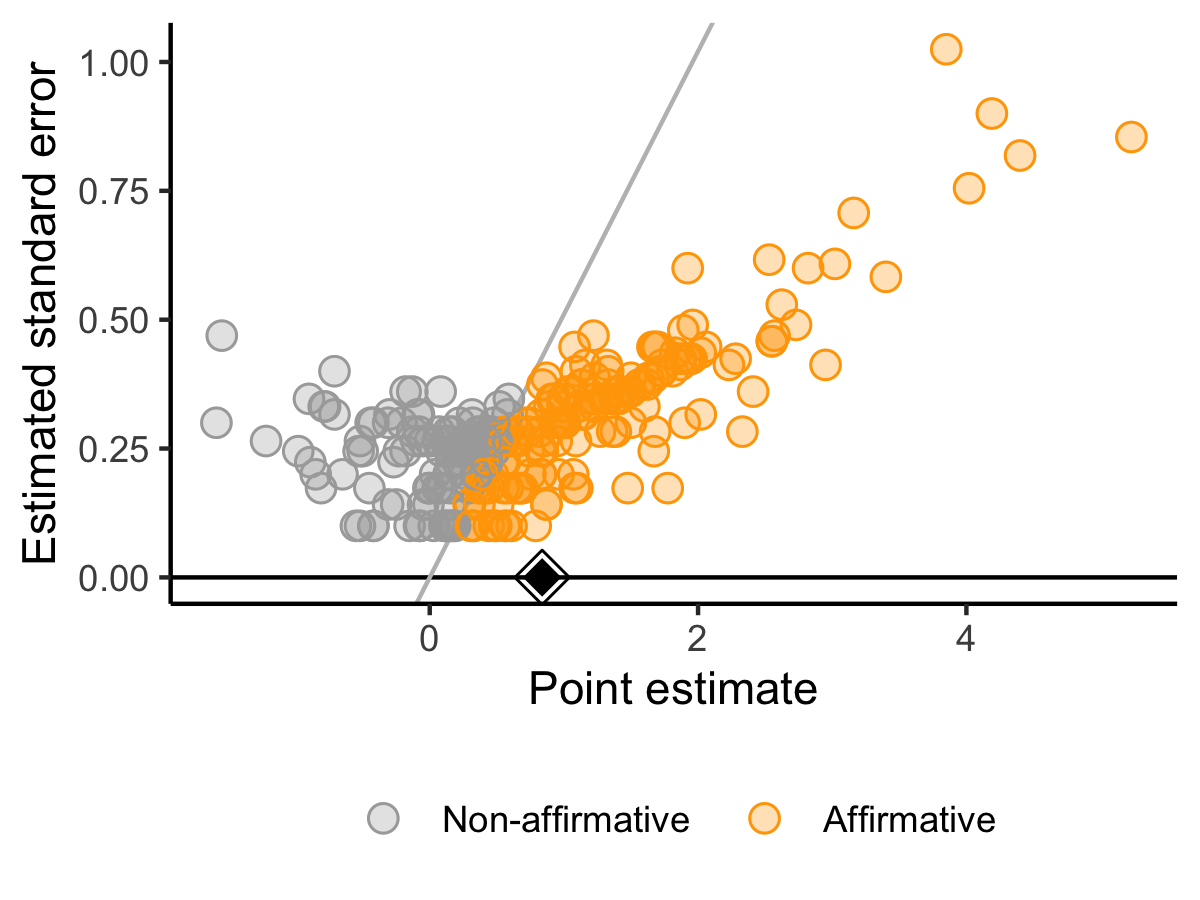 Estimated standard error
1.00
0.75
0.50
0.25
0.00
0 2 4
Point estimate
Non-affirmative Affirmative